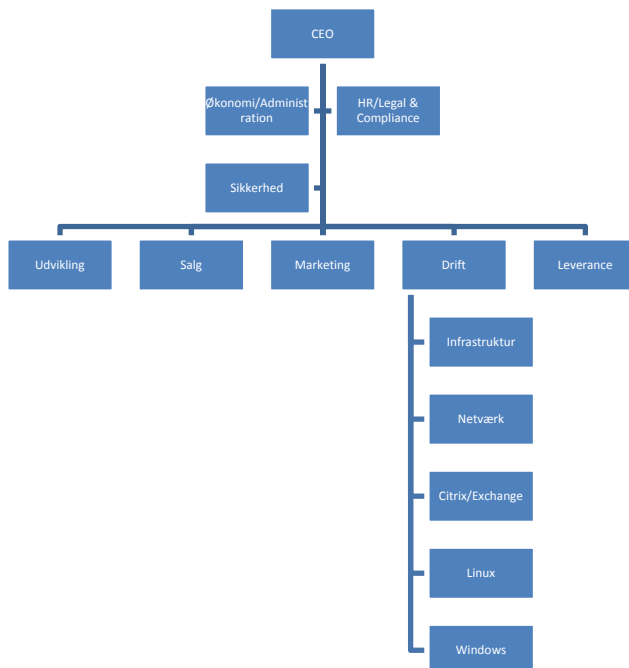 CEO
Økonomi/Administ
ration
HR/Legal &
Compliance
Sikkerhed
Udvikling
Salg
Marketing
Drift
Leverance
Infrastruktur
Netværk
Citrix/Exchange
Linux
Windows